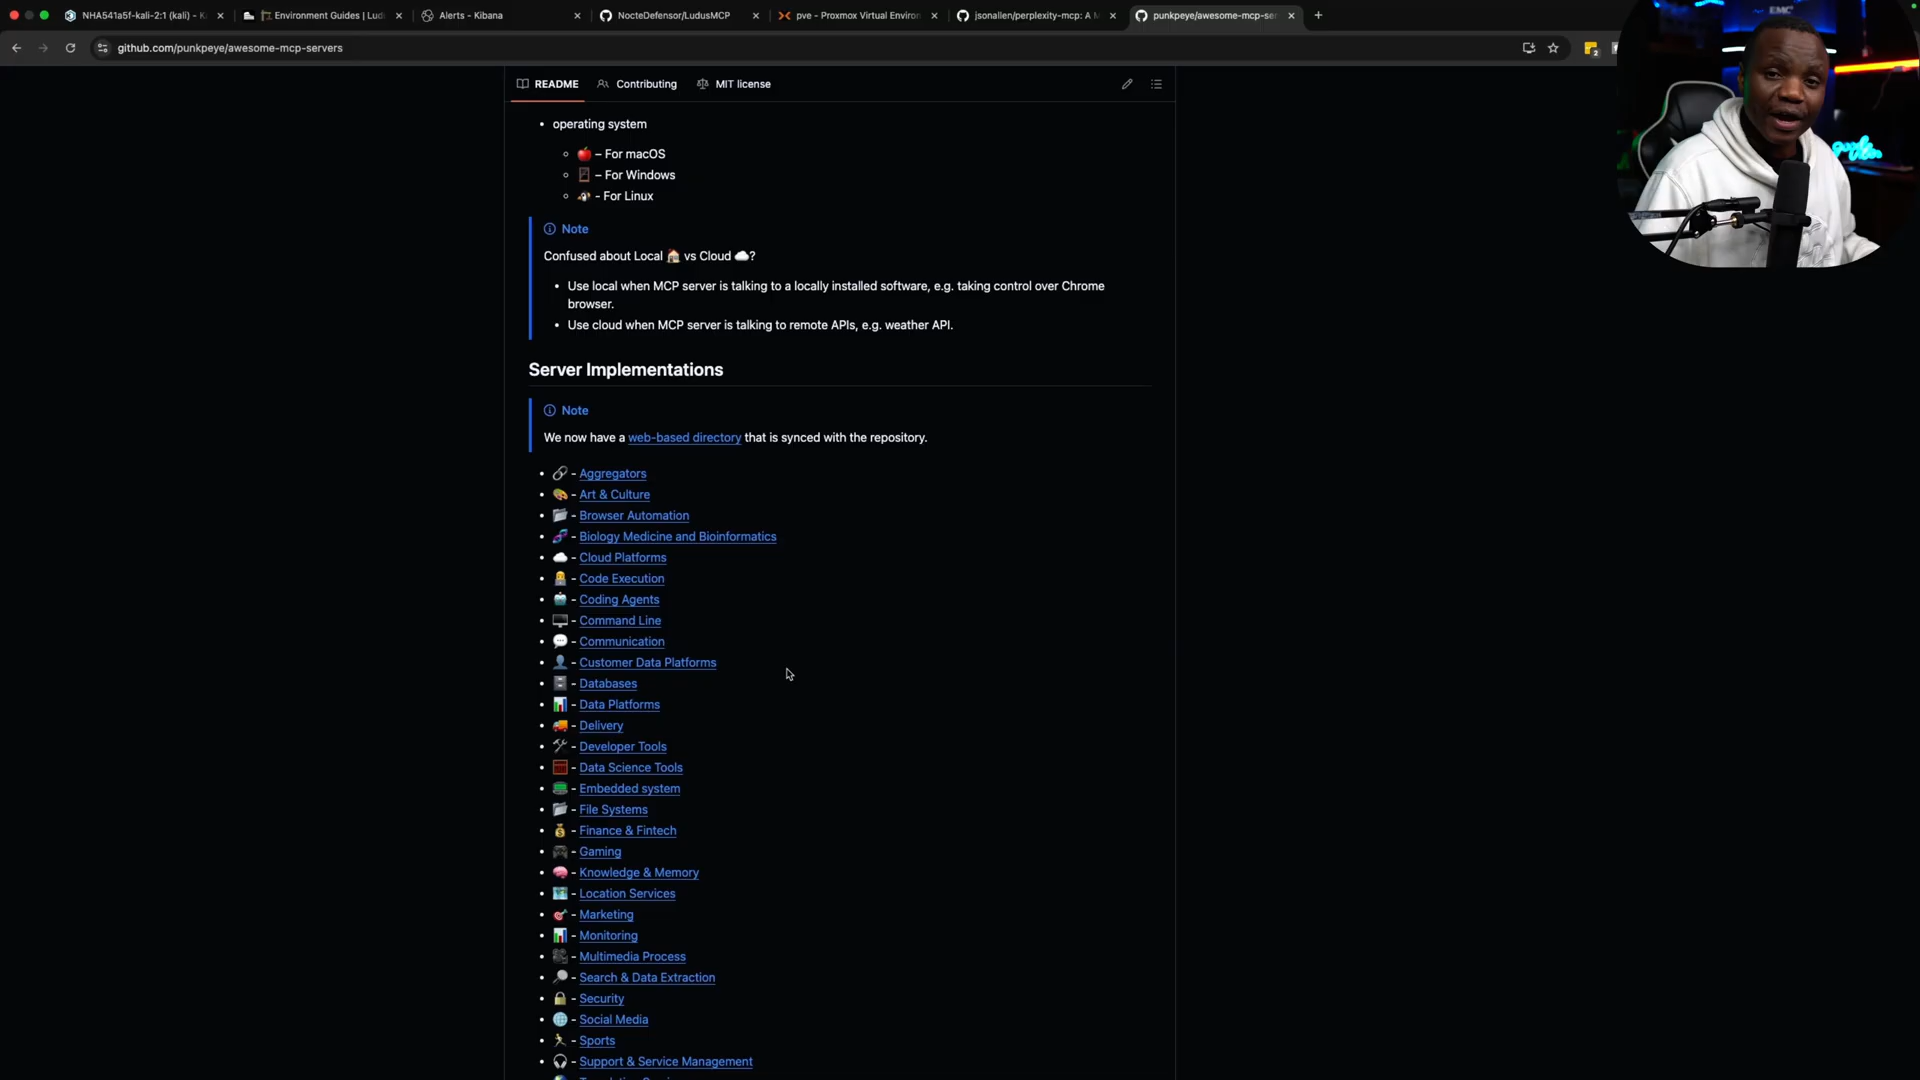 NHA541a5f-kali-2:1 (kali) - K
Environment Guides | Lud
Alerts - Kibana
NocteDefensor/LudusMCP
pve - Proxmox Virtual Environ
jsonallen/perplexity-mcp: A M
punkpeye/awesome-mcp-ser
github.com/punkpeye/awesome-mcp-servers
2
README
Contributing
MIT license
operating system
– For macOS
– For Windows
- For Linux
Note
Confused about Local vs Cloud ?
Use local when MCP server is talking to a locally installed software, e.g. taking control over Chrome
browser.
Use cloud when MCP server is talking to remote APIs, e.g. weather API.
Server Implementations
Note
We now have a web-based directory that is synced with the repository.
- Aggregators
- Art & Culture
- Browser Automation
- Biology Medicine and Bioinformatics
- Cloud Platforms
- Code Execution
- Coding Agents
- Command Line
- Communication
- Customer Data Platforms
- Databases
- Data Platforms
- Delivery
- Developer Tools
- Data Science Tools
- Embedded system
- File Systems
- Finance & Fintech
- Gaming
- Knowledge & Memory
- Location Services
- Marketing
- Monitoring
- Multimedia Process
- Search & Data Extraction
- Security
- Social Media
- Sports
- Support & Service Management